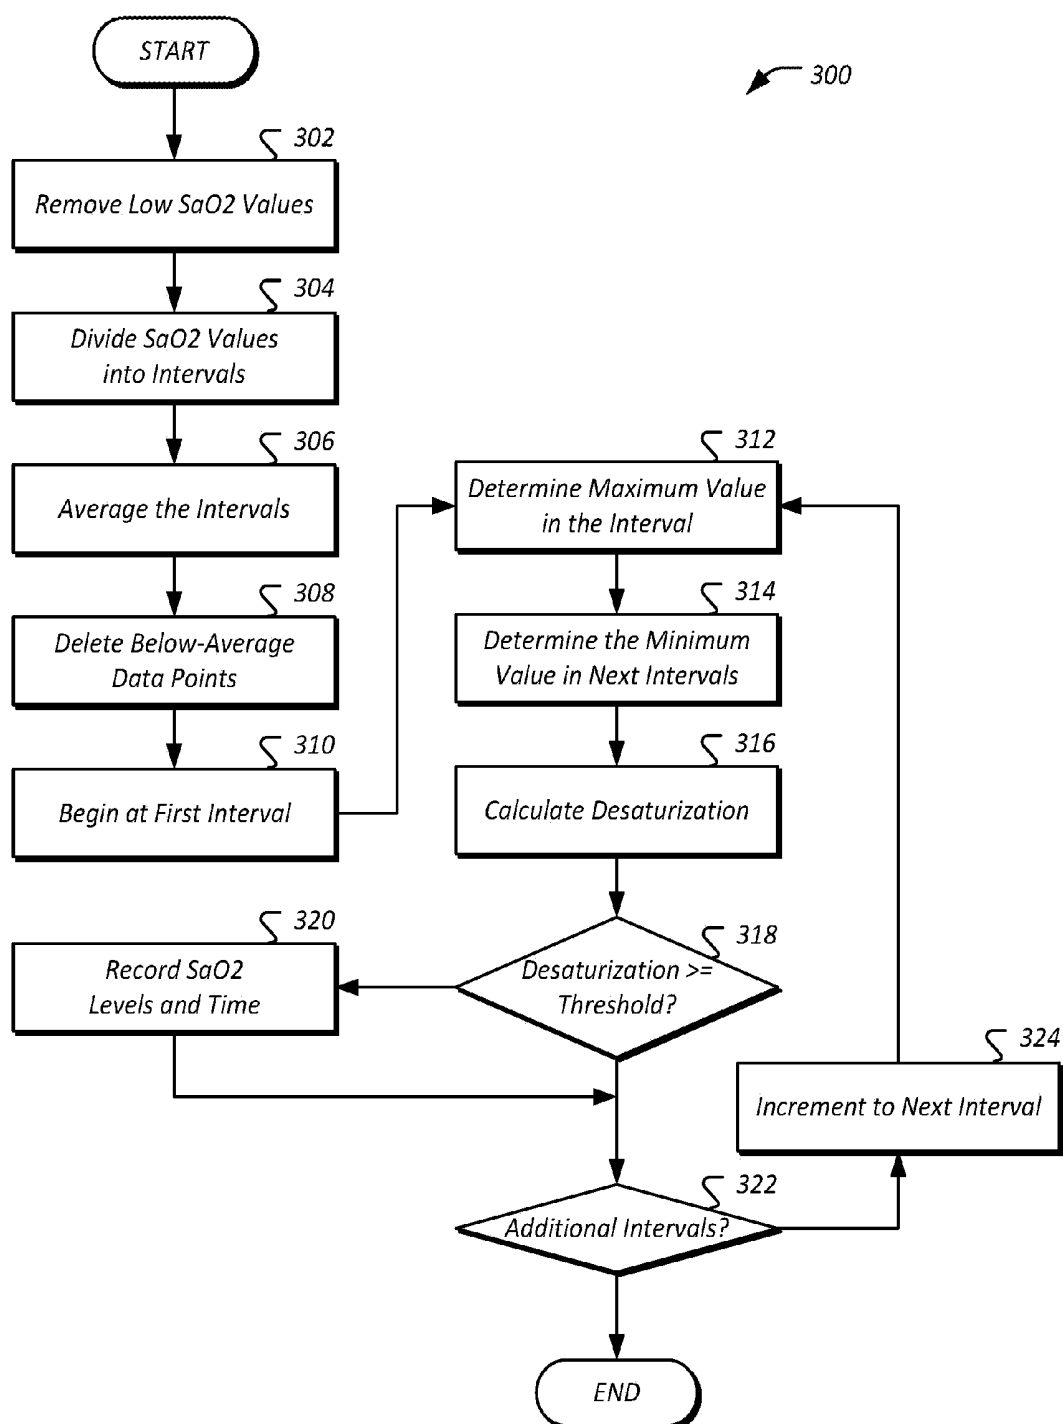 START
300
302
Remove Low SaO2 Values
304
Divide SaO2 Values
into Intervals
306
Average the Intervals
308
Delete Below-Average
Data Points
310
Begin at First Interval
312
Determine Maximum Value
in the Interval
314
Determine the Minimum
Value in Next Intervals
316
Calculate Desaturization
318
Desaturization >=
Threshold?
320
Record SaO2
Levels and Time
322
Additional Intervals?
324
Increment to Next Interval
END